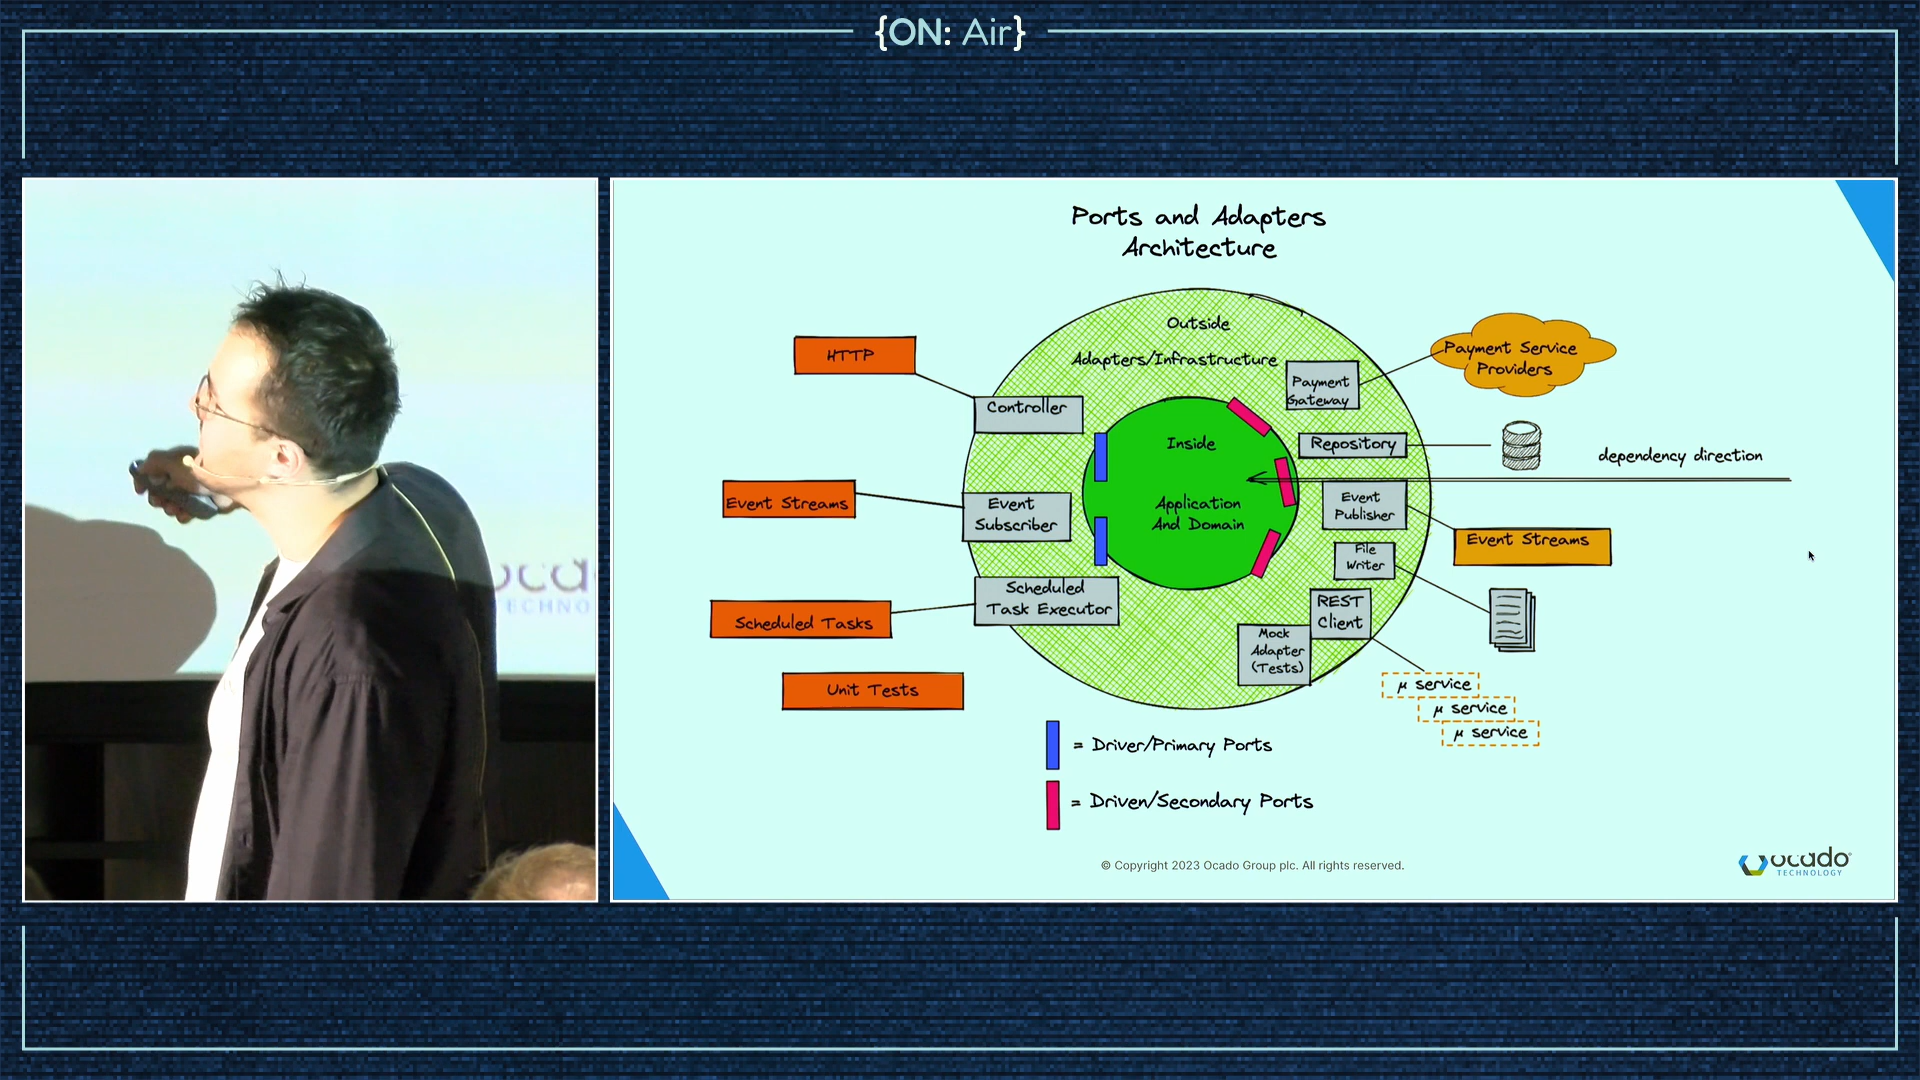 {ON: Air}
Ports and Adapters
Architecture
Outside
Adapters/Infrastructure
HTTP
Controller
Payment
Gateway
Payment Service
Providers
Inside
Repository
dependency direction
Event Streams
Event
Subscriber
Application
And Domain
Event
Publisher
Event Streams
File
Writer
Scheduled Tasks
Scheduled
Task Executor
REST
Client
Mock
Adapter
(Tests)
Unit Tests
μ service
μ service
μ service
= Driver/Primary Ports
= Driven/Secondary Ports
© Copyright 2023 Ocado Group plc. All rights reserved.
ocado
TECHNOLOGY
ocad
TECHNO